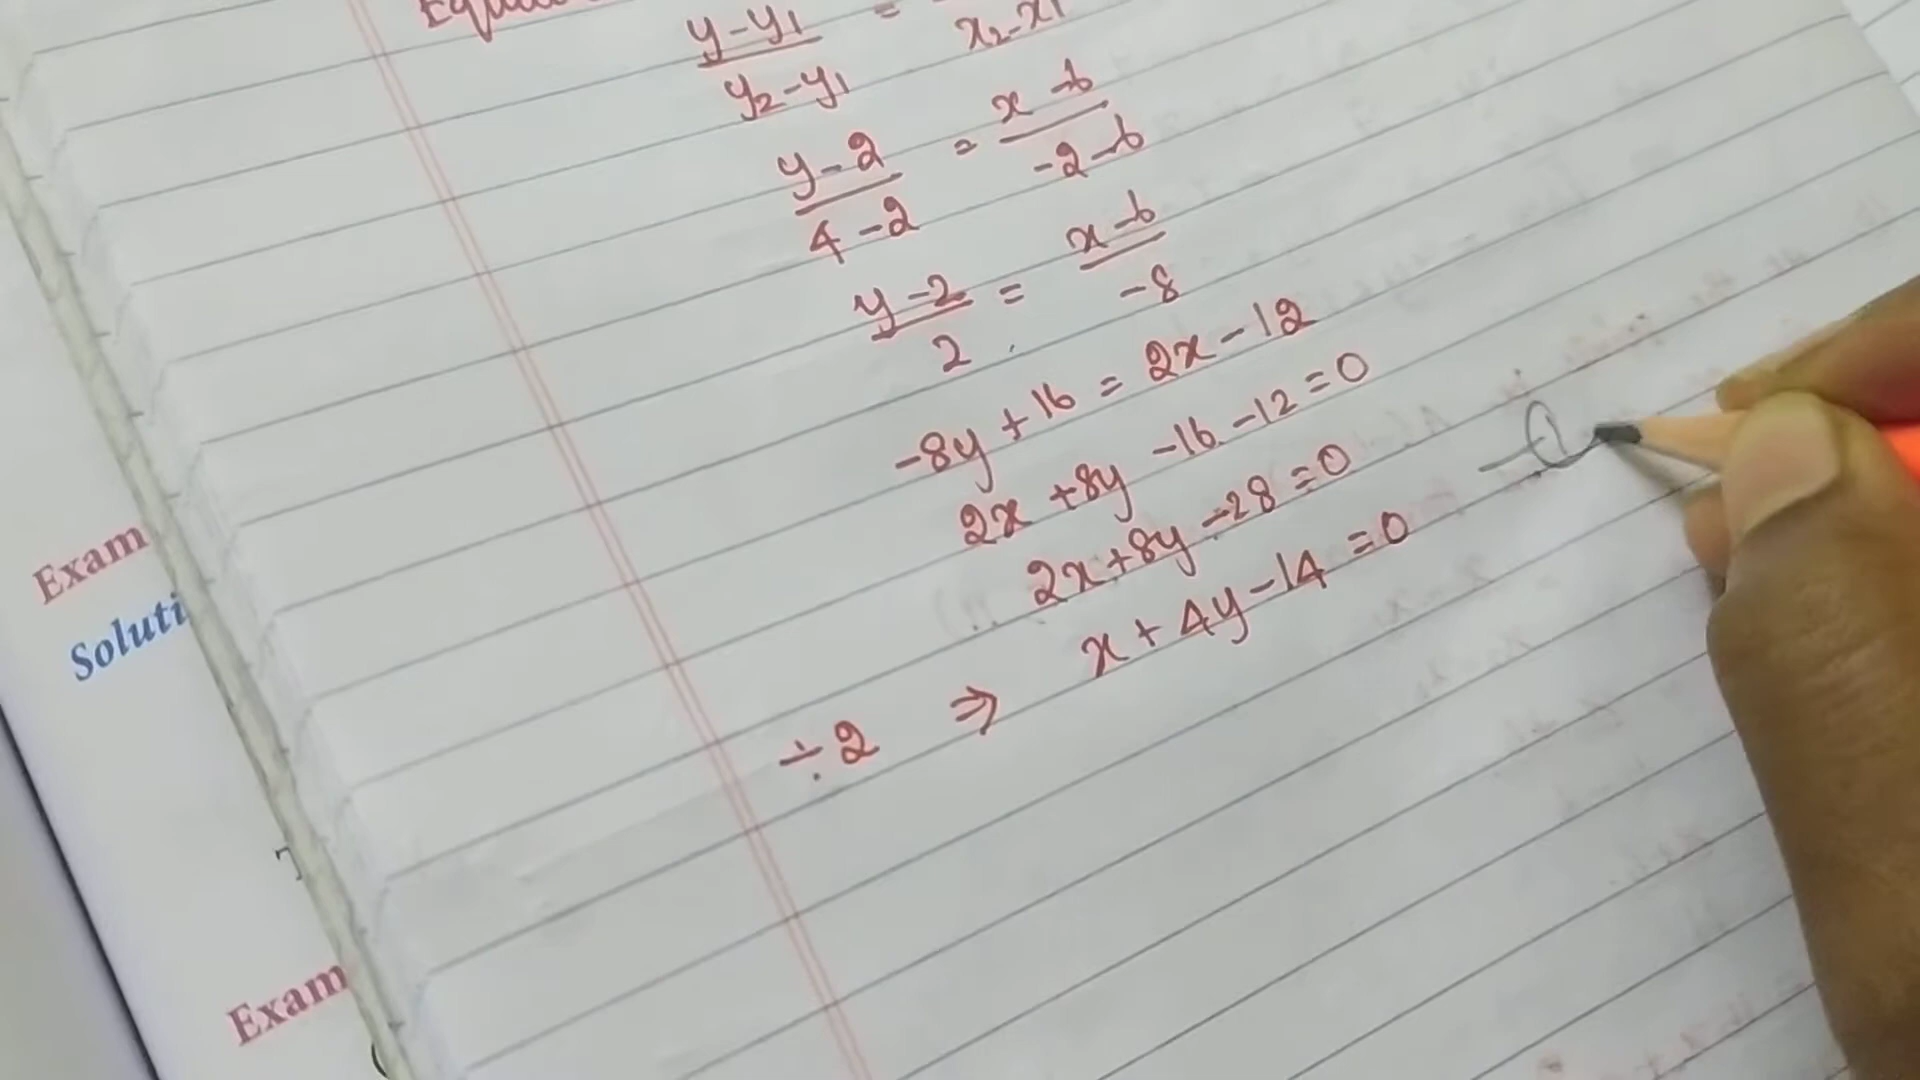 y-y1 / y2-y1 = / x2-x1
y-2 / 4-2 = x-6 / -2-6
y-2 / 2 = x-6 / -8
-8y+16 = 2x-12
2x+8y-16-12=0
2x+8y-28=0
÷2 ⇒ x+4y-14=0 -①
Exam
Soluti
Exam